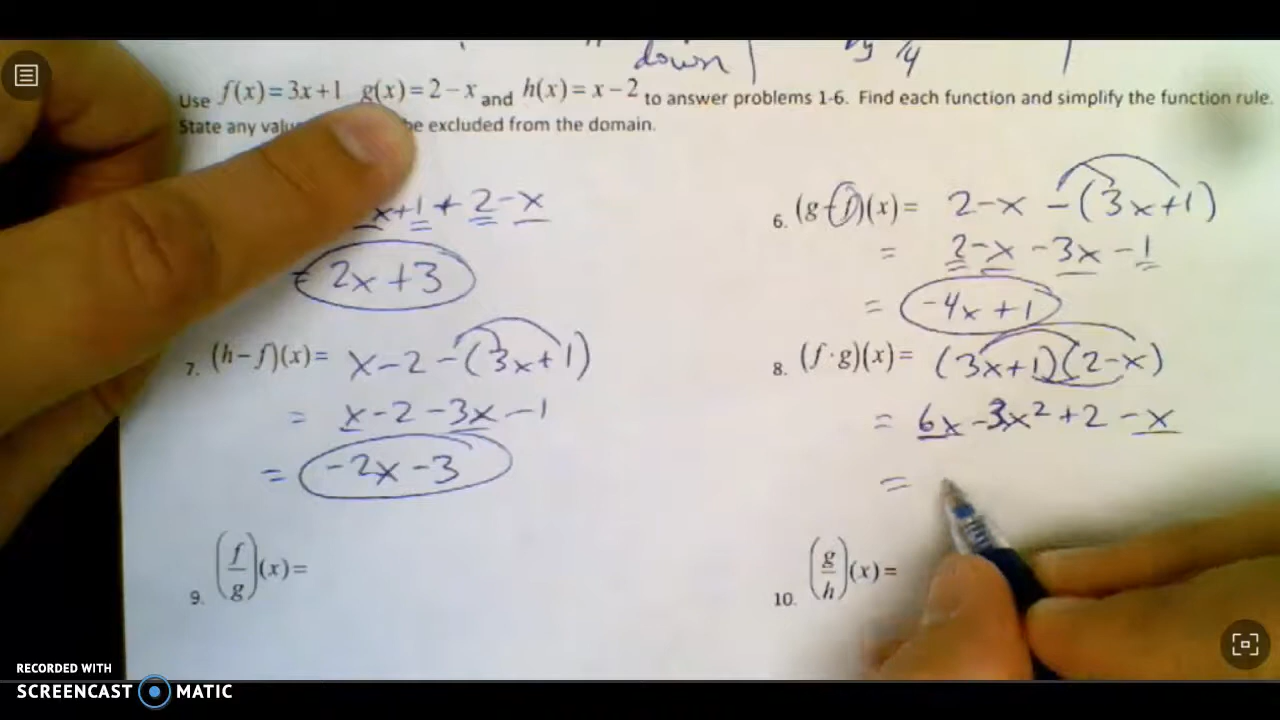 down
by 1/4
Use f(x)=3x+1 g(x)=2-x and h(x)=x-2 to answer problems 1-6. Find each function and simplify the function rule.
State any be excluded from the domain.
x+1+2-x
2x+3
6. (g-f)(x)= 2-x-(3x+1)
= 2-x-3x-1
= -4x+1
7. (h-f)(x)= x-2-(3x+1)
= x-2-3x-1
= -2x-3
8. (f·g)(x)= (3x+1)(2-x)
= 6x-3x²+2-x
=
9. (f/g)(x)=
10. (g/h)(x)=
RECORDED WITH
SCREENCAST MATIC